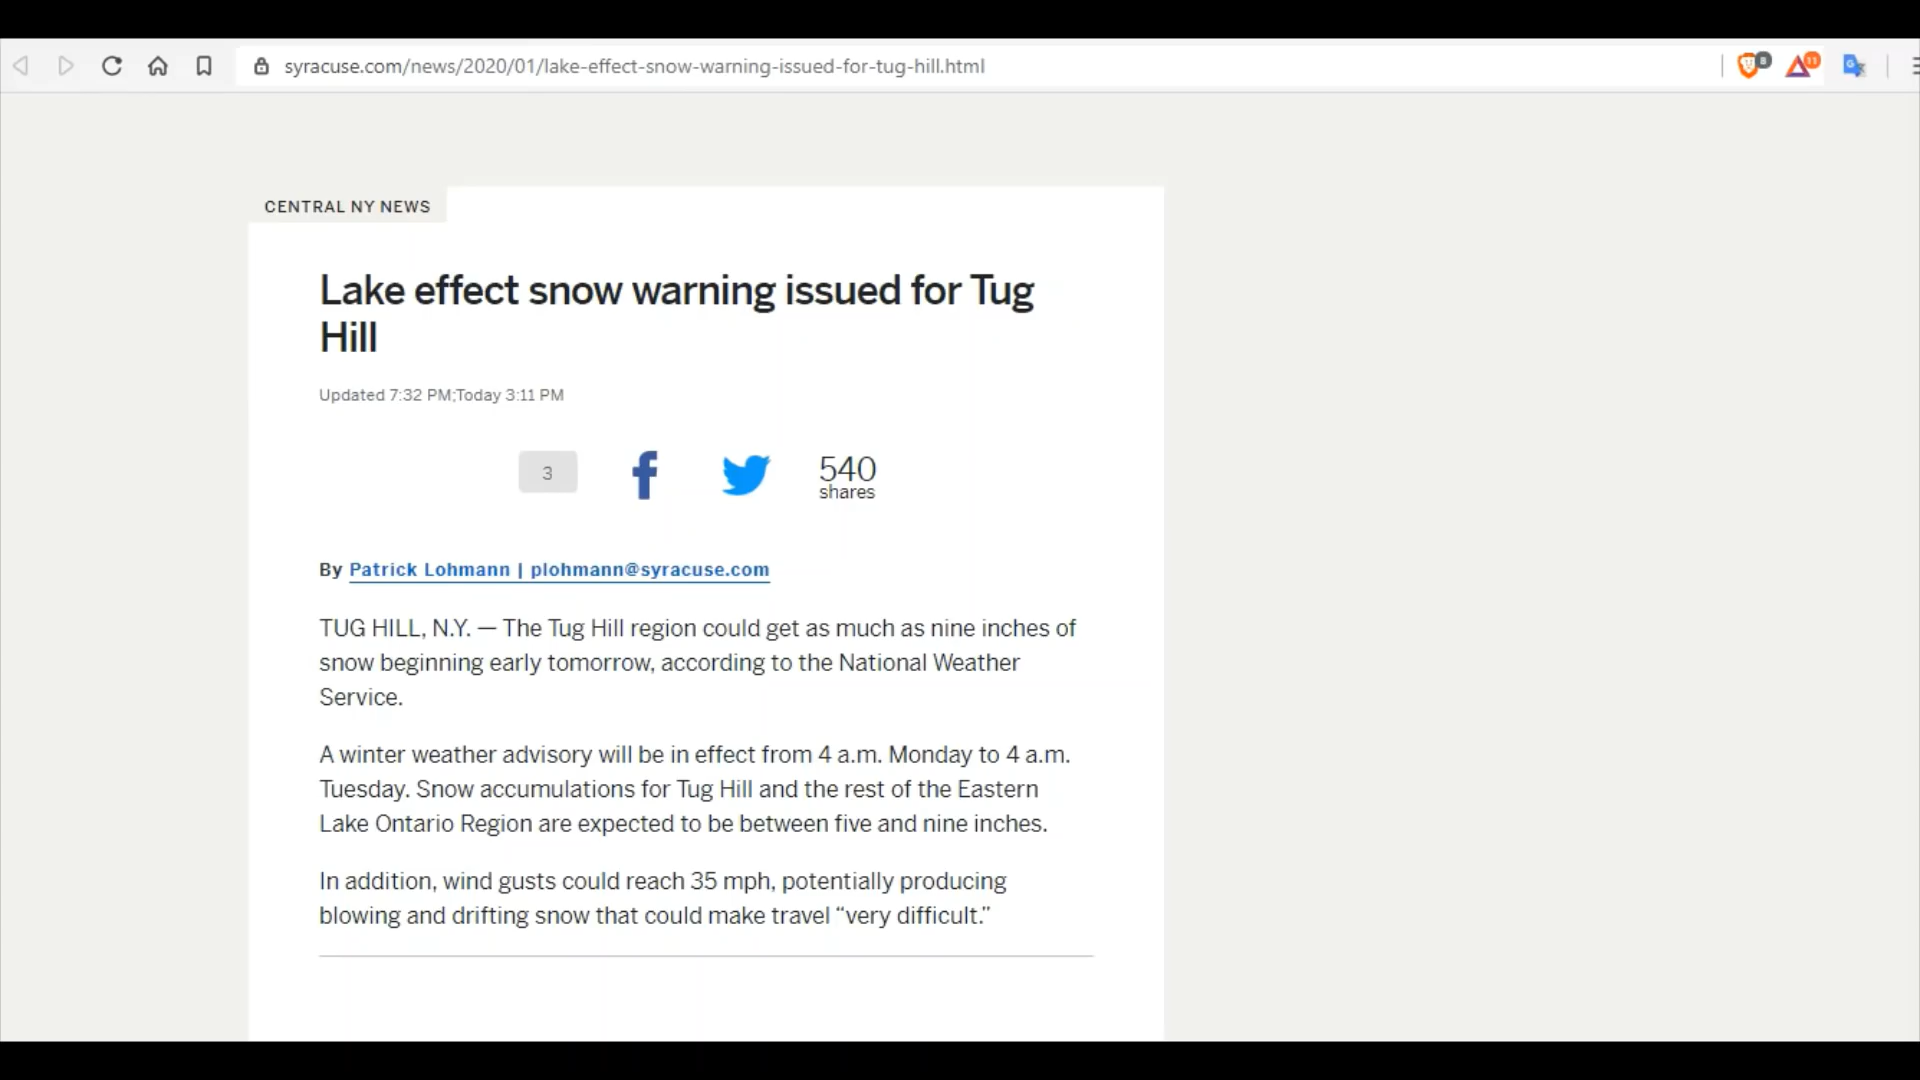 syracuse.com/news/2020/01/lake-effect-snow-warning-issued-for-tug-hill.html
8
11
CENTRAL NY NEWS
Lake effect snow warning issued for Tug
Hill
Updated 7:32 PM;Today 3:11 PM
3
540
shares
By Patrick Lohmann | plohmann@syracuse.com
TUG HILL, N.Y. — The Tug Hill region could get as much as nine inches of
snow beginning early tomorrow, according to the National Weather
Service.
A winter weather advisory will be in effect from 4 a.m. Monday to 4 a.m.
Tuesday. Snow accumulations for Tug Hill and the rest of the Eastern
Lake Ontario Region are expected to be between five and nine inches.
In addition, wind gusts could reach 35 mph, potentially producing
blowing and drifting snow that could make travel “very difficult.”